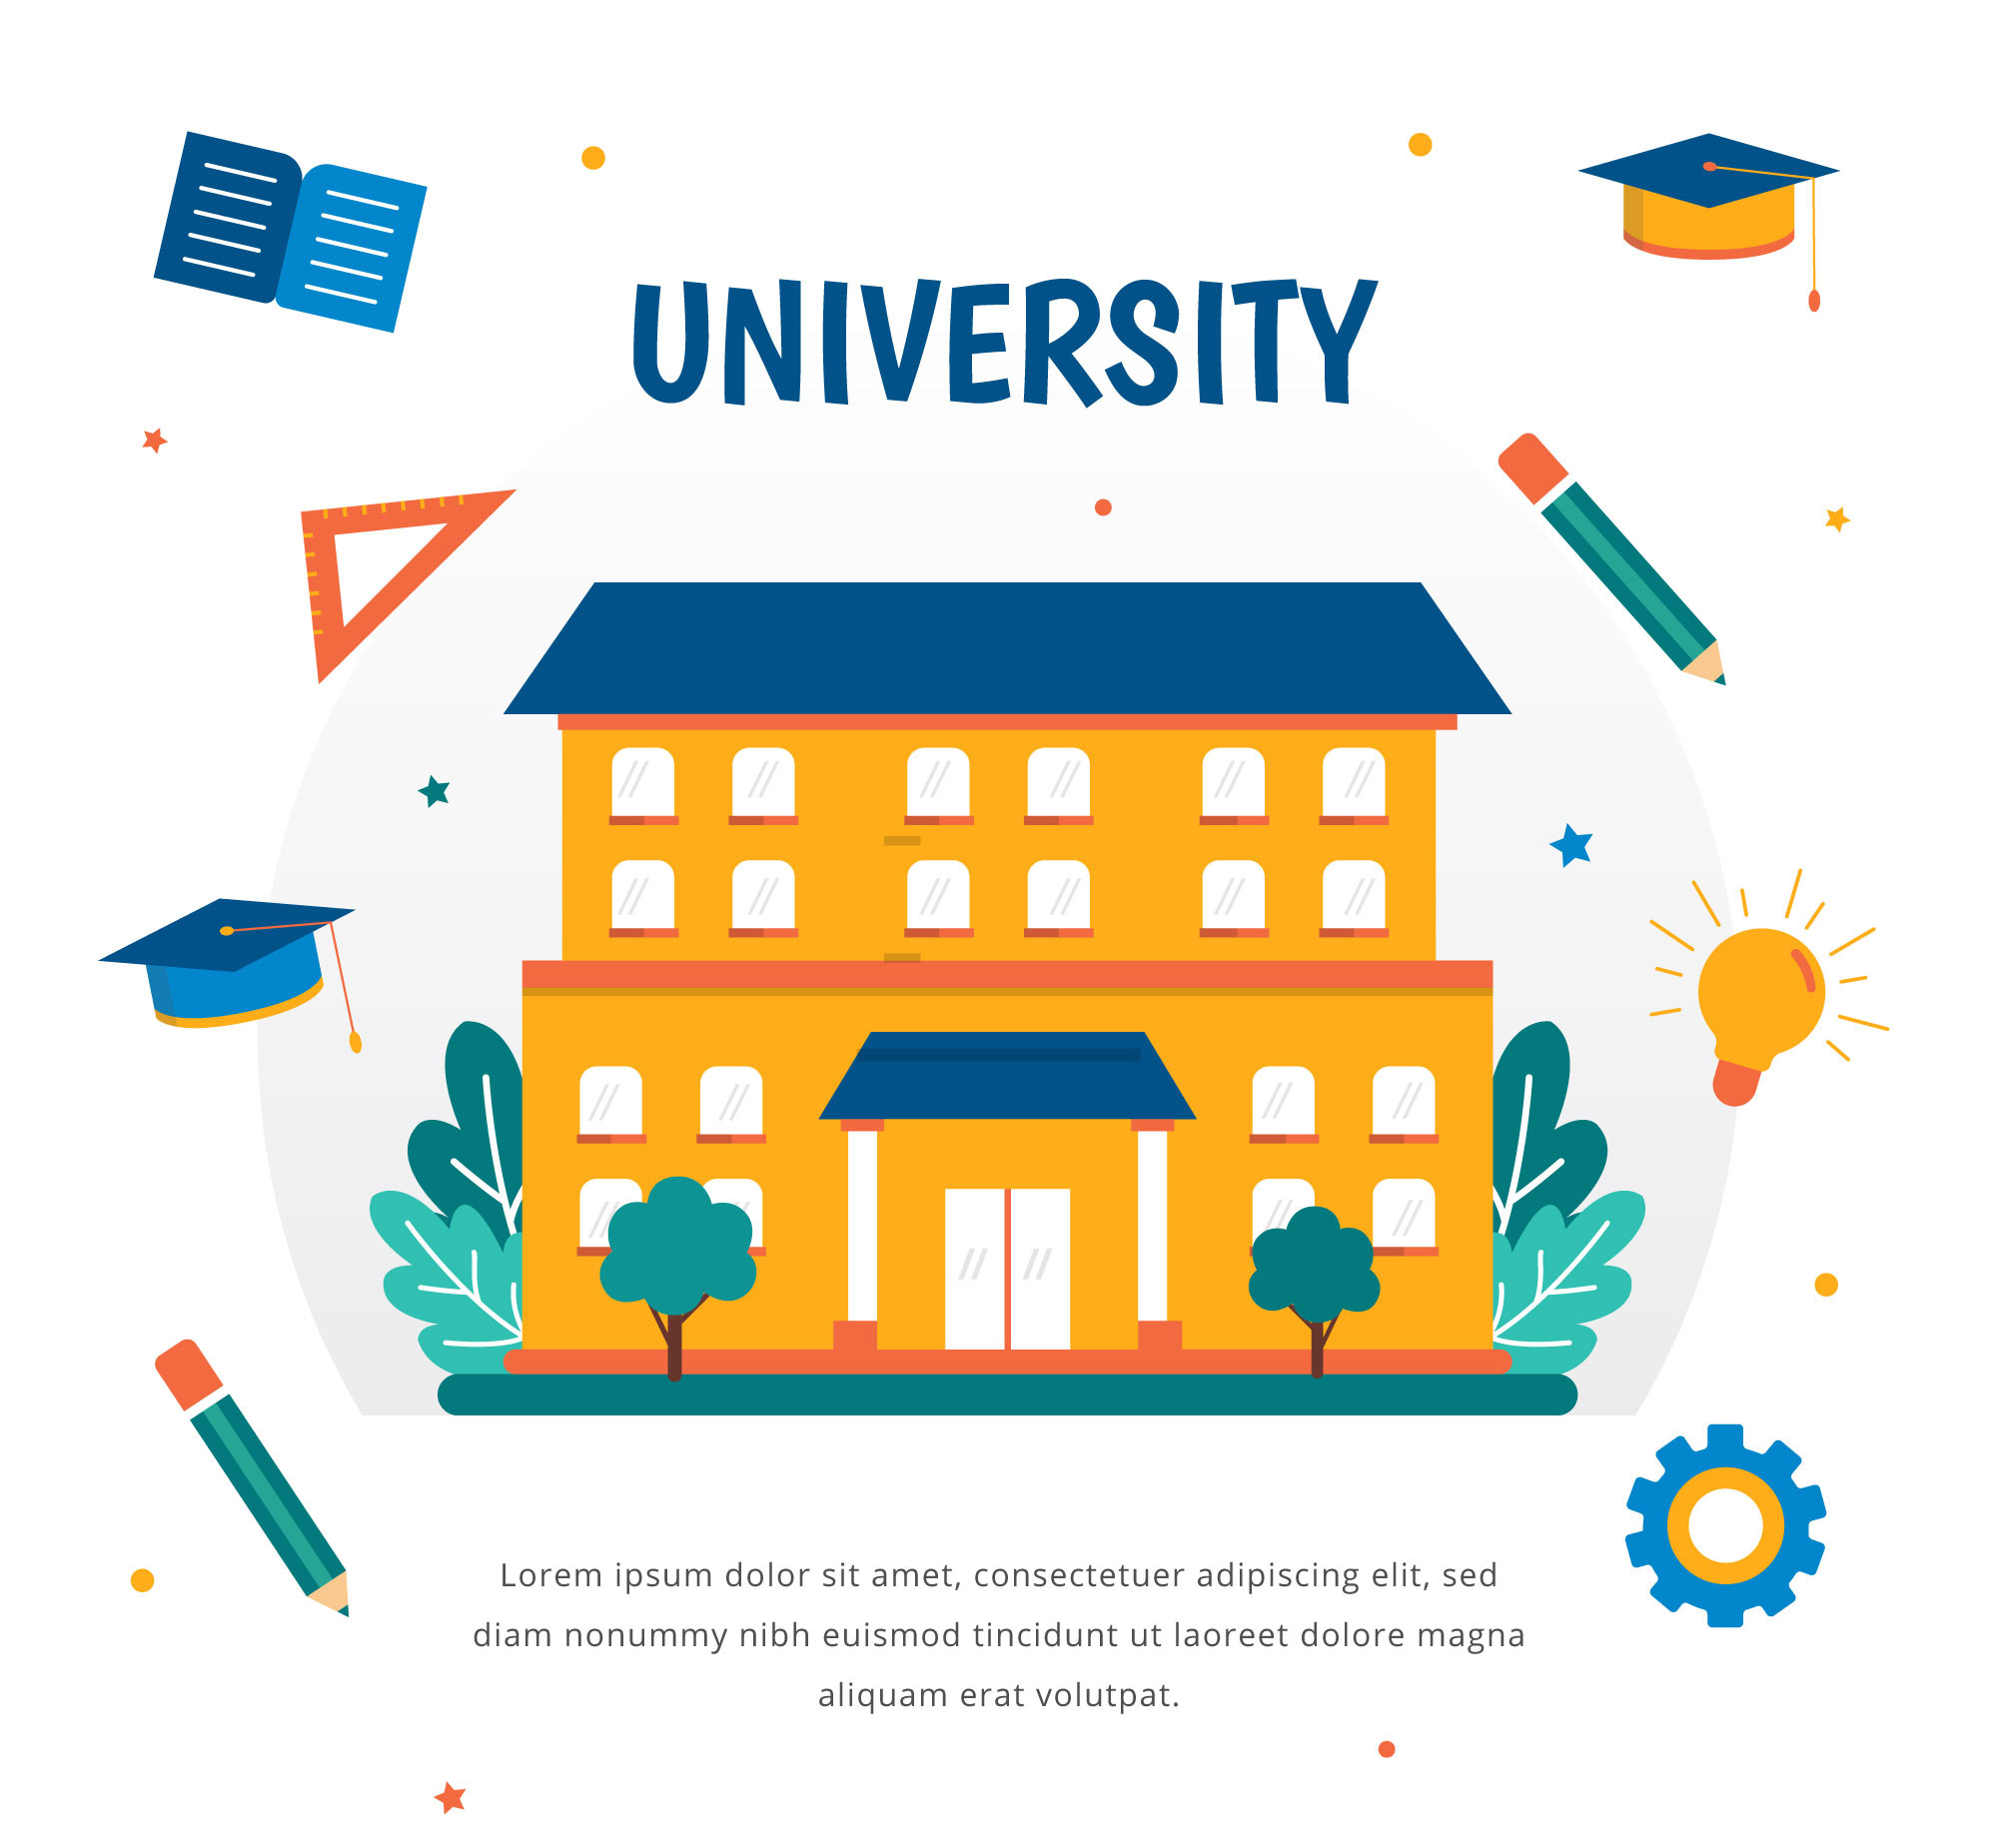 UNIVERSITY
Lorem ipsum dolor sit amet, consectetuer adipiscing elit, sed
diam nonummy nibh euismod tincidunt ut laoreet dolore magna
aliquam erat volutpat.